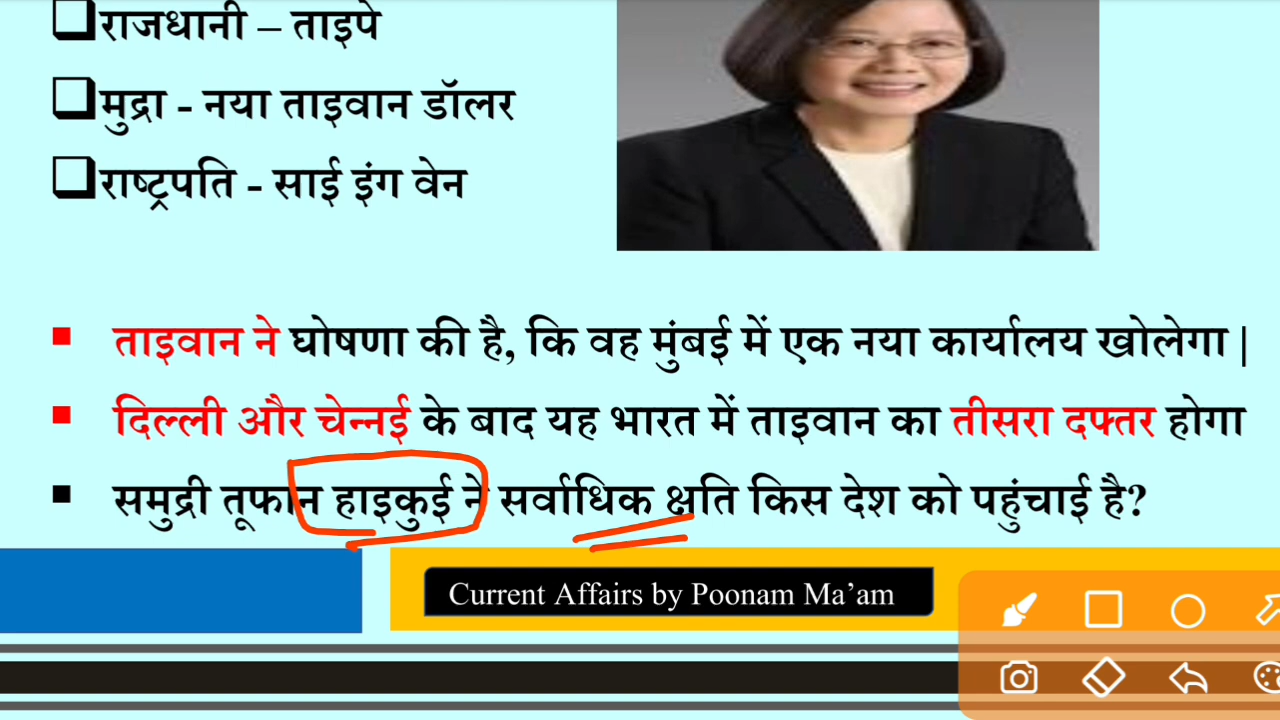 राजधानी – ताइपे
मुद्रा - नया ताइवान डॉलर
राष्ट्रपति - साई इंग वेन
ताइवान ने घोषणा की है, कि वह मुंबई में एक नया कार्यालय खोलेगा |
दिल्ली और चेन्नई के बाद यह भारत में ताइवान का तीसरा दफ्तर होगा
समुद्री तूफान हाइकुई ने सर्वाधिक क्षति किस देश को पहुंचाई है?
Current Affairs by Poonam Ma’am